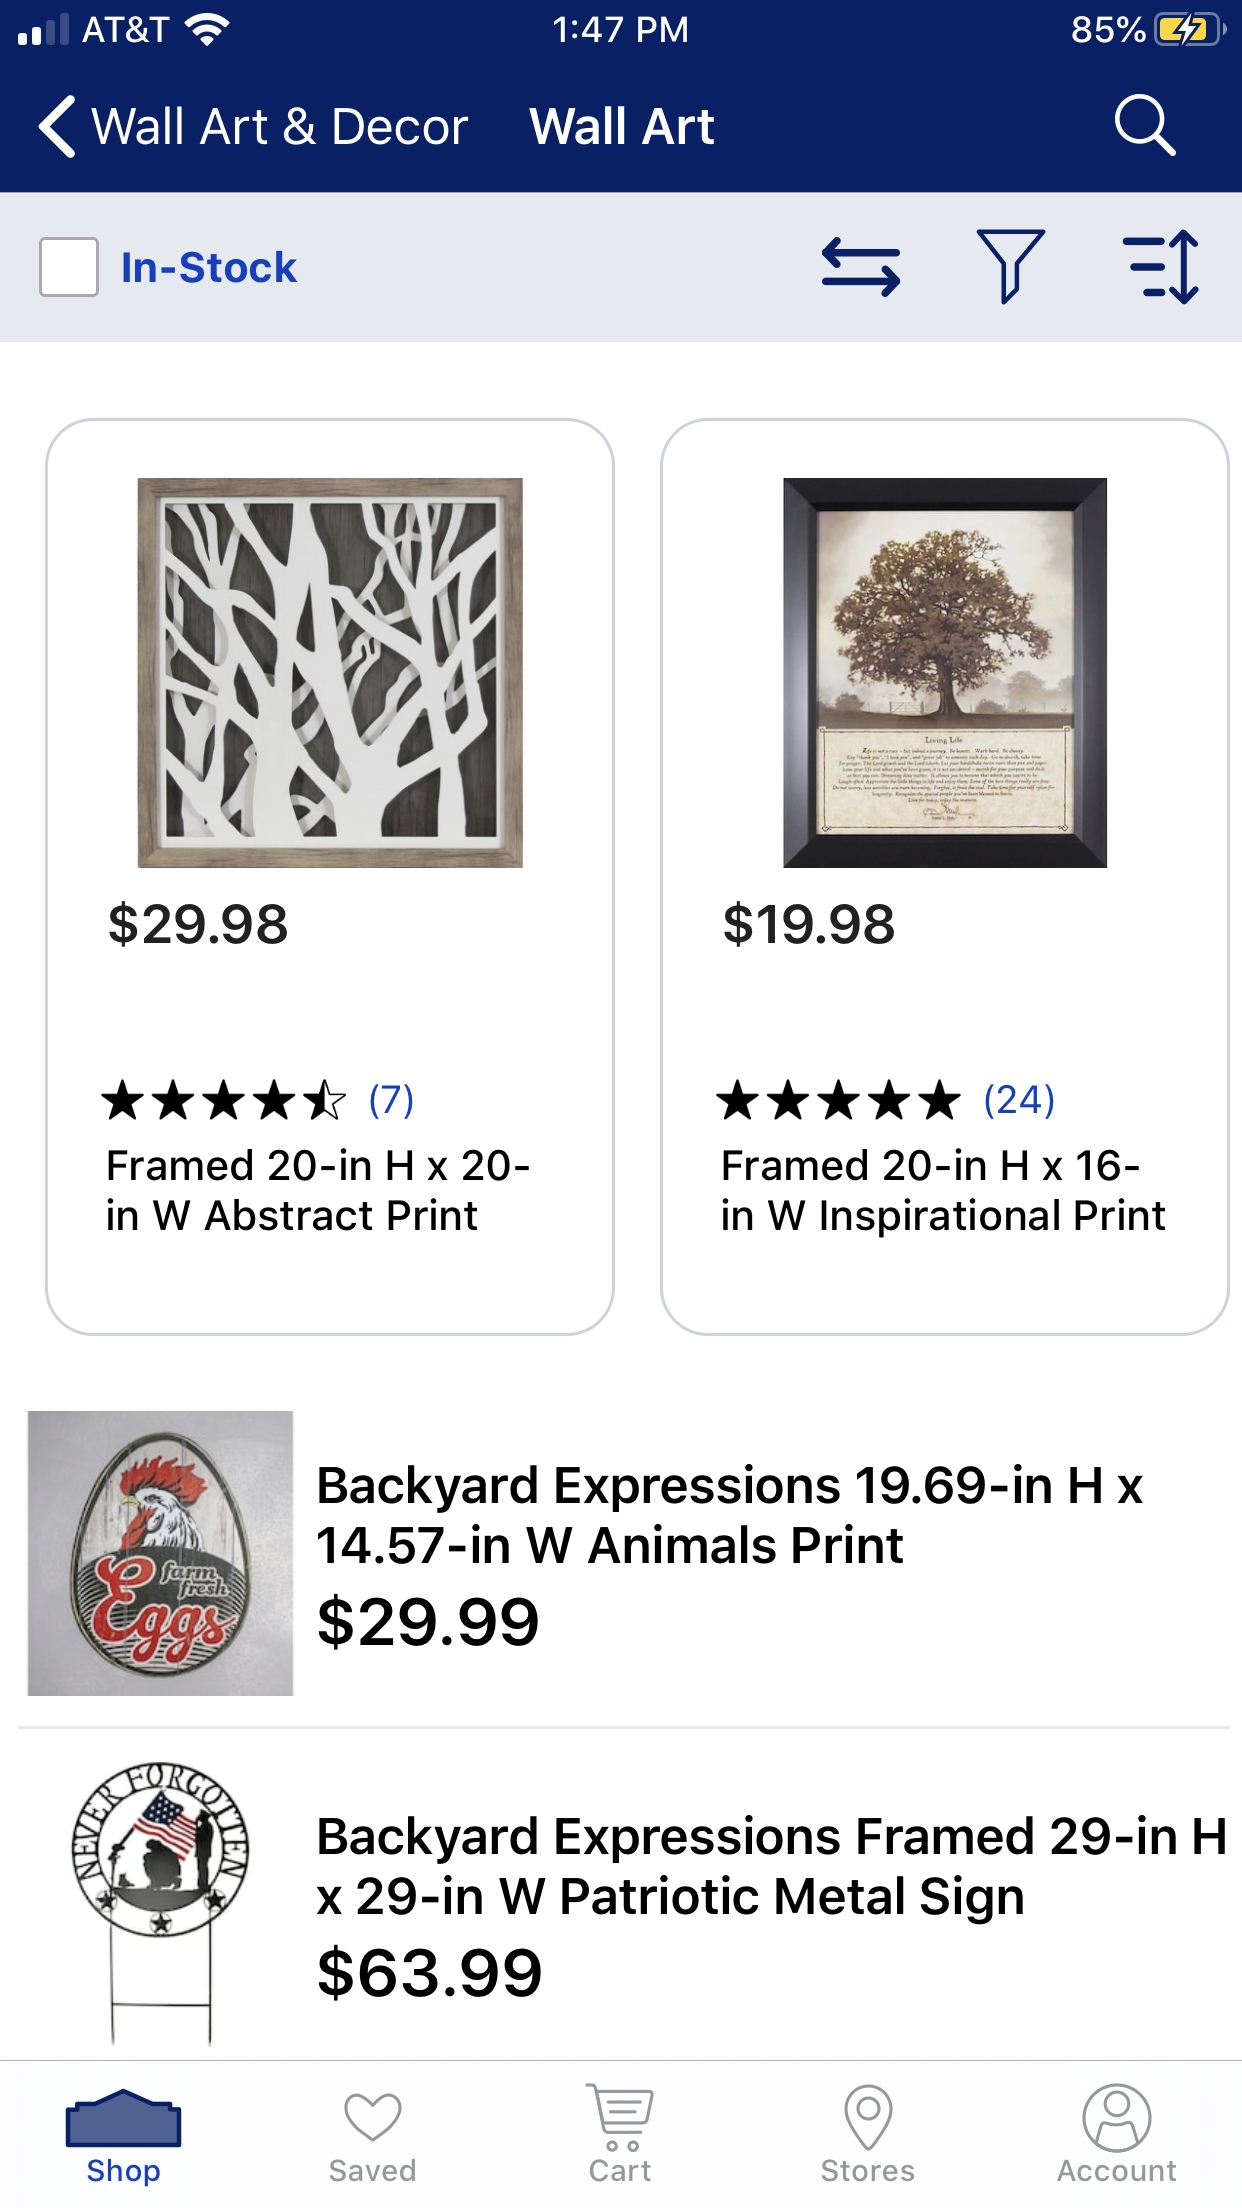 AT&T
1:47 PM
85%
Wall Art & Decor
Wall Art
In-Stock
Living Life
$29.98
(7)
Framed 20-in H x 20-
in W Abstract Print
$19.98
(24)
Framed 20-in H x 16-
in W Inspirational Print
farm
fresh
Eggs
Backyard Expressions 19.69-in H x
14.57-in W Animals Print
$29.99
NEVER FORGOTTEN
Backyard Expressions Framed 29-in H
x 29-in W Patriotic Metal Sign
$63.99
Shop
Saved
Cart
Stores
Account